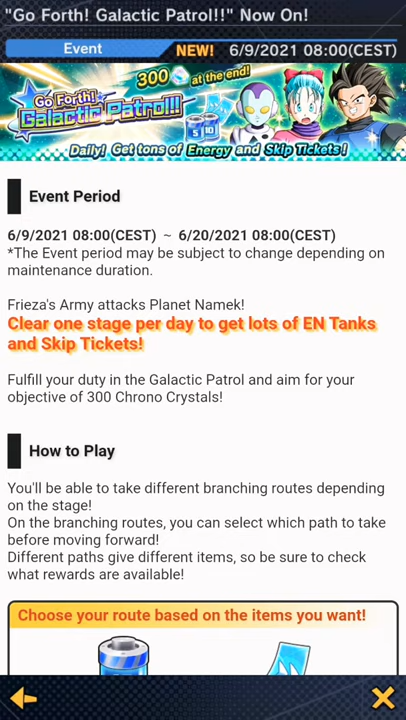 "Go Forth! Galactic Patrol!!" Now On!
Event
NEW! 6/9/2021 08:00(CEST)
300 at the end!
Go Forth!
Galactic Patrol!!
5 10
Daily! Get tons of Energy and Skip Tickets!
Event Period
6/9/2021 08:00(CEST) ~ 6/20/2021 08:00(CEST)
*The Event period may be subject to change depending on
maintenance duration.
Frieza's Army attacks Planet Namek!
Clear one stage per day to get lots of EN Tanks
and Skip Tickets!
Fulfill your duty in the Galactic Patrol and aim for your
objective of 300 Chrono Crystals!
How to Play
You'll be able to take different branching routes depending
on the stage!
On the branching routes, you can select which path to take
before moving forward!
Different paths give different items, so be sure to check
what rewards are available!
Choose your route based on the items you want!